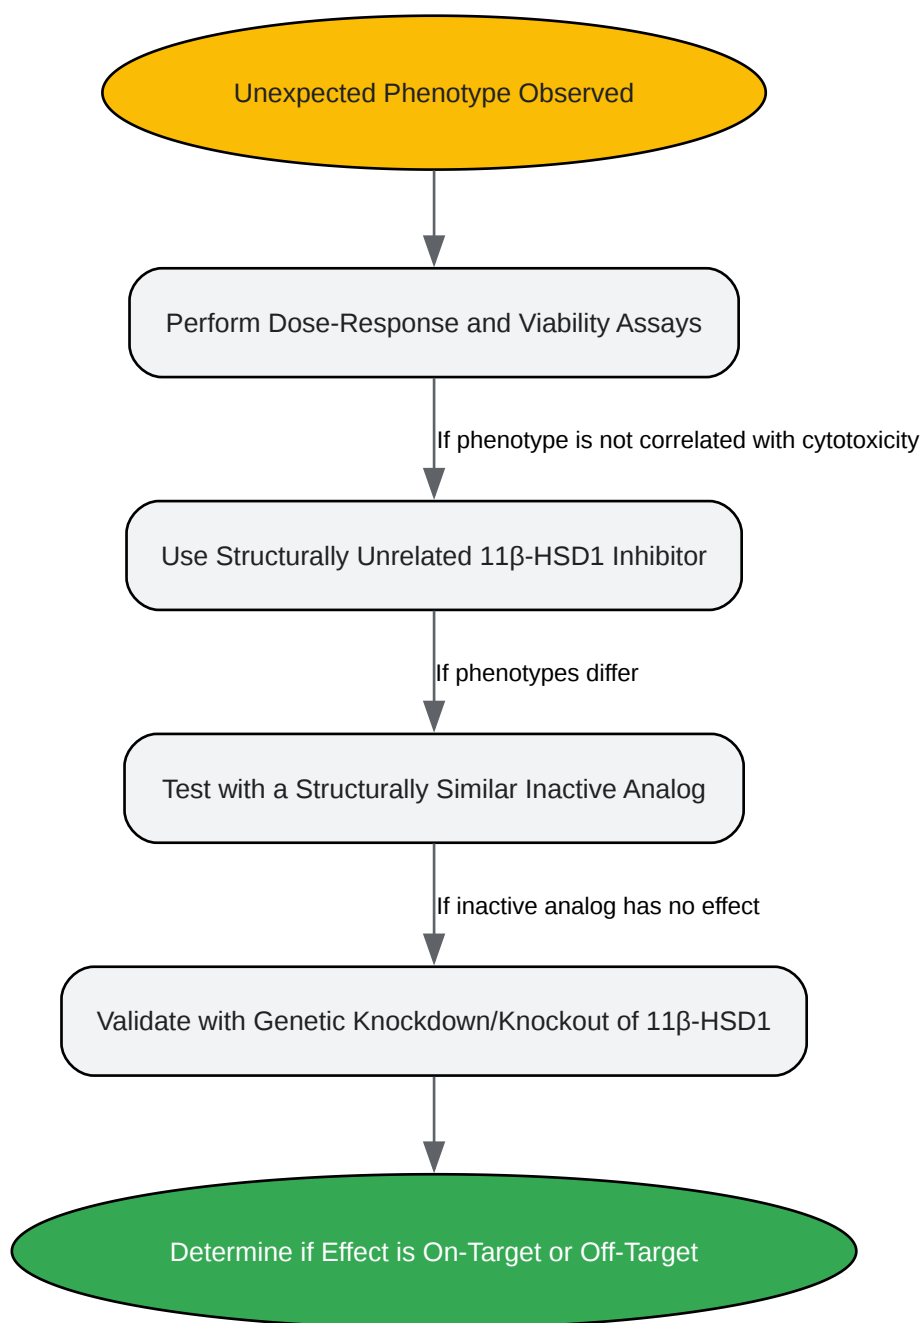 Unexpected Phenotype Observed
Perform Dose-Response and Viability Assays
If phenotype is not correlated with cytotoxicity
Use Structurally Unrelated 11β-HSD1 Inhibitor
If phenotypes differ
Test with a Structurally Similar Inactive Analog
If inactive analog has no effect
Validate with Genetic Knockdown/Knockout of 11β-HSD1
Determine if Effect is On-Target or Off-Target